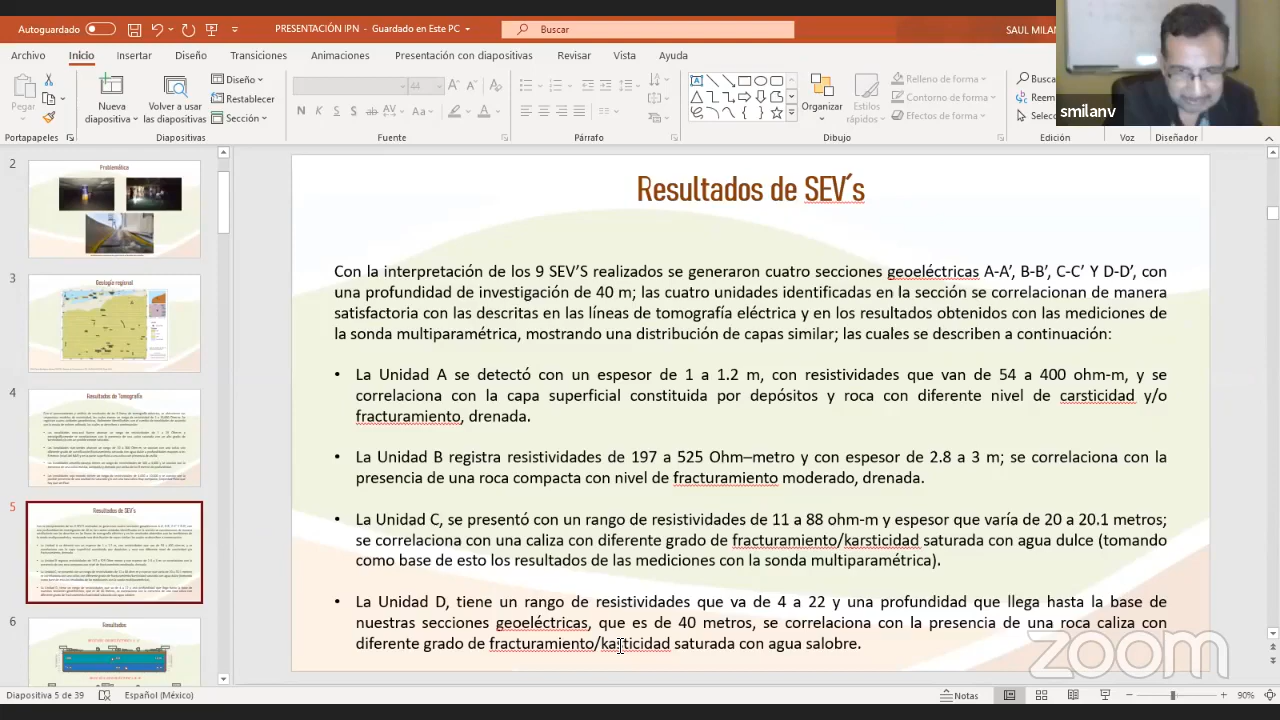 Autoguardado
PRESENTACIÓN IPN - Guardado en Este PC
Buscar
SAUL MILAN
Archivo Inicio Insertar Diseño Transiciones Animaciones Presentación con diapositivas Revisar Vista Ayuda
Pegar
Nueva diapositiva
Volver a usar las diapositivas
Diseño
Restablecer
Sección
44
N K S
Organizar
Estilos rápidos
Relleno de forma
Contorno de forma
Efectos de forma
Portapapeles Diapositivas Fuente Párrafo Dibujo Edición Voz Diseñador
smilanv
2
Problemática
3
Geología regional
4
Resultados de Tomografía
5
Resultados de SEV's
6
Resultados
Resultados de SEV´s
Con la interpretación de los 9 SEV'S realizados se generaron cuatro secciones geoeléctricas A-A', B-B', C-C' Y D-D', con
una profundidad de investigación de 40 m; las cuatro unidades identificadas en la sección se correlacionan de manera
satisfactoria con las descritas en las líneas de tomografía eléctrica y en los resultados obtenidos con las mediciones de
la sonda multiparamétrica, mostrando una distribución de capas similar; las cuales se describen a continuación:
• La Unidad A se detectó con un espesor de 1 a 1.2 m, con resistividades que van de 54 a 400 ohm-m, y se
correlaciona con la capa superficial constituida por depósitos y roca con diferente nivel de carsticidad y/o
fracturamiento, drenada.
• La Unidad B registra resistividades de 197 a 525 Ohm-metro, con espesor de 2.8 a 3 m; se correlaciona con la
presencia de una roca compacta con nivel de fracturamiento moderado, drenada.
• La Unidad C, se presentó con un rango de resistividades de 11 a 88 ohm-m y espesor que varía de 20 a 20.1 metros,
se correlaciona con una caliza con diferente grado de fracturamiento, carsticidad saturada con agua dulce (tomando
como base de esto los resultados de las mediciones con la sonda multiparamétrica).
• La Unidad D, tiene un rango de resistividades que va de 4 a 22 y una profundidad que llega hasta la base de
nuestras secciones geoeléctricas, que es de 40 metros, se correlaciona con la presencia de una roca caliza con
diferente grado de fracturamiento/kasticidad saturada con agua salobre.
zoom
Diapositiva 5 de 39 Español (México) Notas 90%